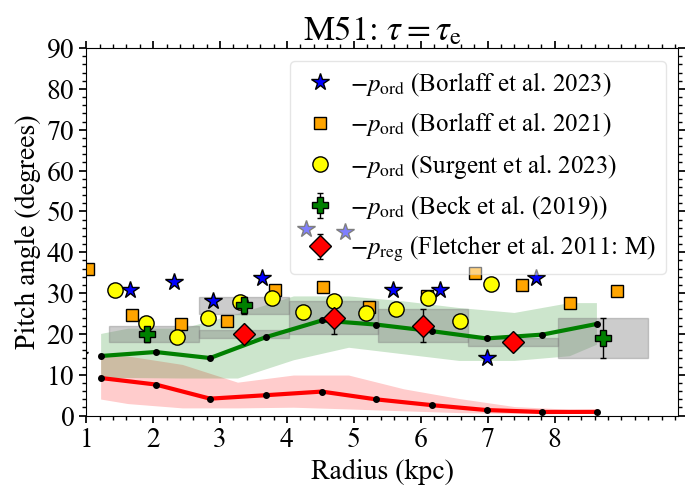 M51: τ = τe
Pitch angle (degrees)
90
80
70
60
50
40
30
20
10
0
−pord (Borlaff et al. 2023)
−pord (Borlaff et al. 2021)
−pord (Surgent et al. 2023)
−pord (Beck et al. (2019))
−preg (Fletcher et al. 2011: M)
1 2 3 4 5 6 7 8
Radius (kpc)